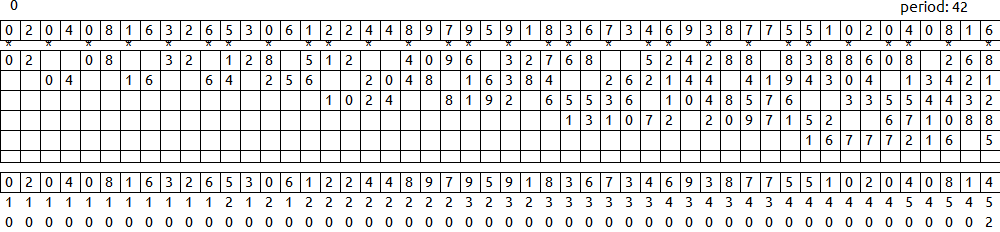 0
period: 42
0 2 0 4 0 8 1 6 3 2 6 5 3 0 6 1 2 2 4 4 8 9 7 9 5 9 1 8 3 6 7 3 4 6 9 3 8 7 7 5 5 1 0 2 0 4 0 8 1 6
* * * * * * * * * * * * * * * * * * * * * * * * * * * * *
0 2 0 8 3 2 1 2 8 5 1 2 4 0 9 6 3 2 7 6 8 5 2 4 2 8 8 8 3 8 8 6 0 8 2 6 8
0 4 1 6 6 4 2 5 6 2 0 4 8 1 6 3 8 4 2 6 2 1 4 4 4 1 9 4 3 0 4 1 3 4 2 1
1 0 2 4 8 1 9 2 6 5 5 3 6 1 0 4 8 5 7 6 3 3 5 5 4 4 3 2
1 3 1 0 7 2 2 0 9 7 1 5 2 6 7 1 0 8 8
1 6 7 7 7 2 1 6 5
0 2 0 4 0 8 1 6 3 2 6 5 3 0 6 1 2 2 4 4 8 9 7 9 5 9 1 8 3 6 7 3 4 6 9 3 8 7 7 5 5 1 0 2 0 4 0 8 1 4
1 1 1 1 1 1 1 1 1 1 1 2 1 2 1 2 2 2 2 2 2 2 2 3 2 3 2 3 3 3 3 3 3 4 3 4 3 4 3 4 4 4 4 4 4 5 4 5 4 5
0 0 0 0 0 0 0 0 0 0 0 0 0 0 0 0 0 0 0 0 0 0 0 0 0 0 0 0 0 0 0 0 0 0 0 0 0 0 0 0 0 0 0 0 0 0 0 0 0 2